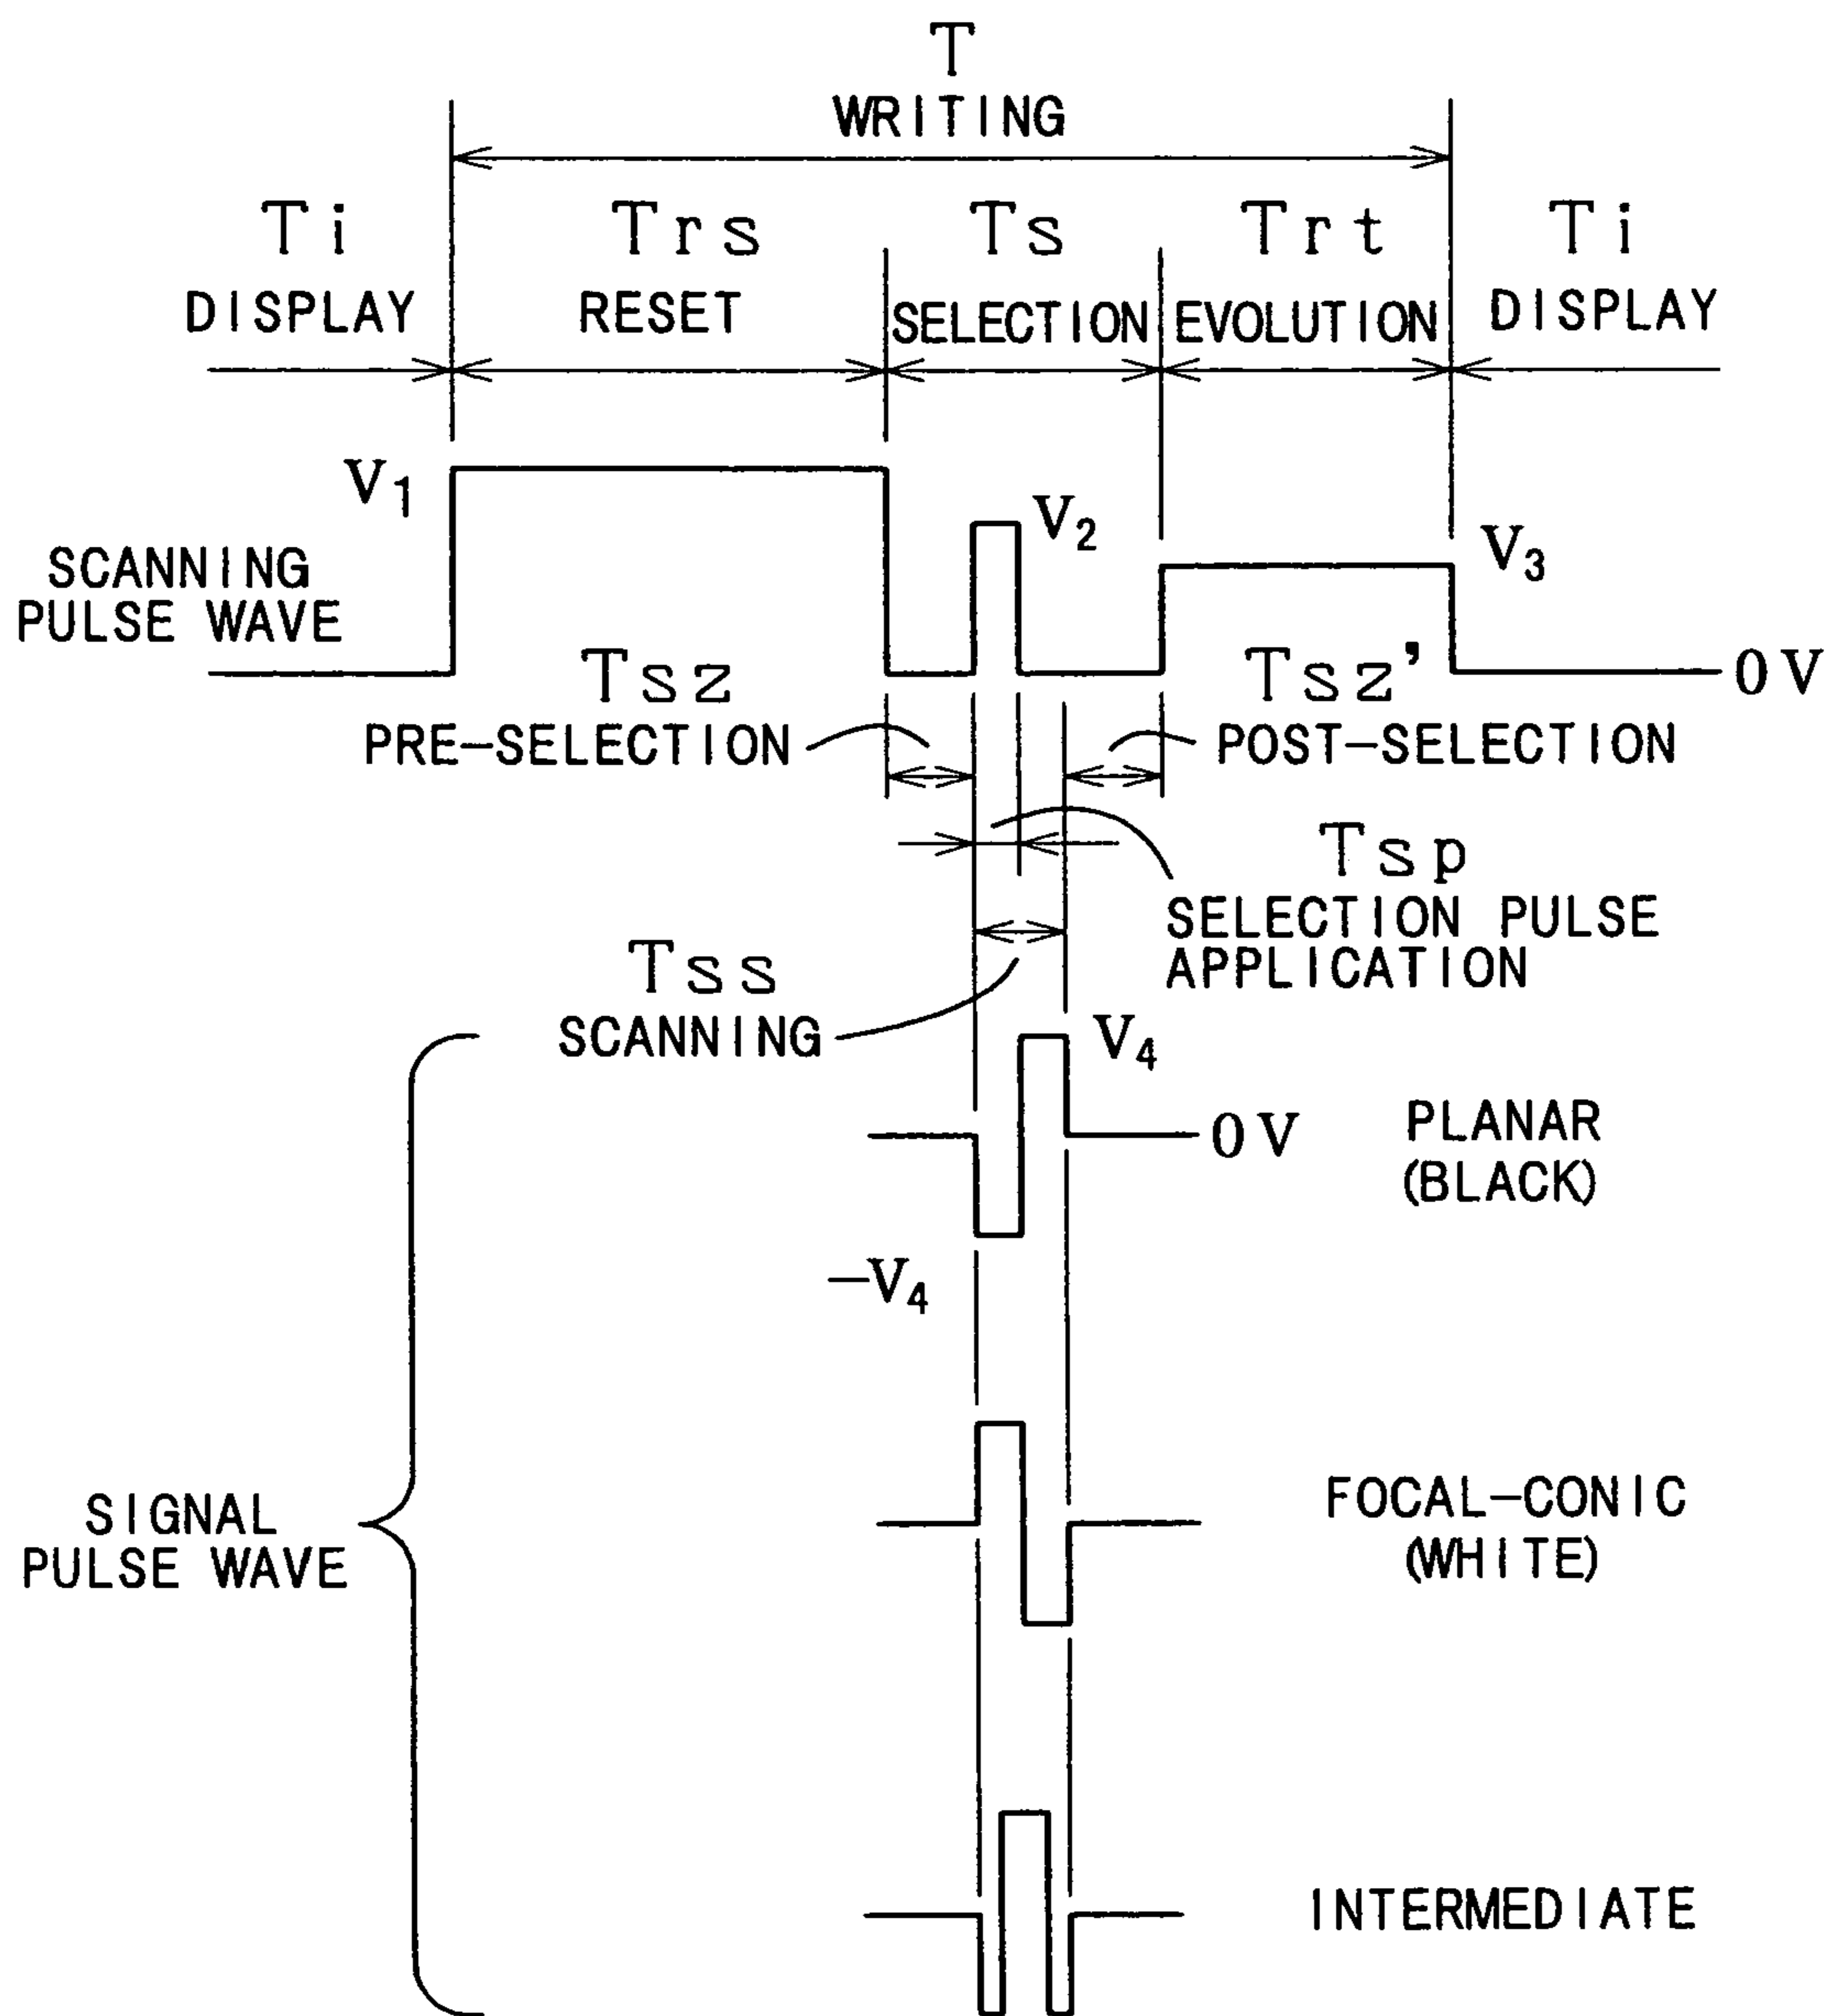 T
WRITING
Ti Trs Ts Trt Ti
DISPLAY RESET SELECTION EVOLUTION DISPLAY
V1 V2 V3
SCANNING
PULSE WAVE
Tsz Tsz' 0V
PRE-SELECTION POST-SELECTION
Tsp
SELECTION PULSE
APPLICATION
Tss
SCANNING
V4
0V
PLANAR
(BLACK)
-V4
SIGNAL
PULSE WAVE
FOCAL-CONIC
(WHITE)
INTERMEDIATE